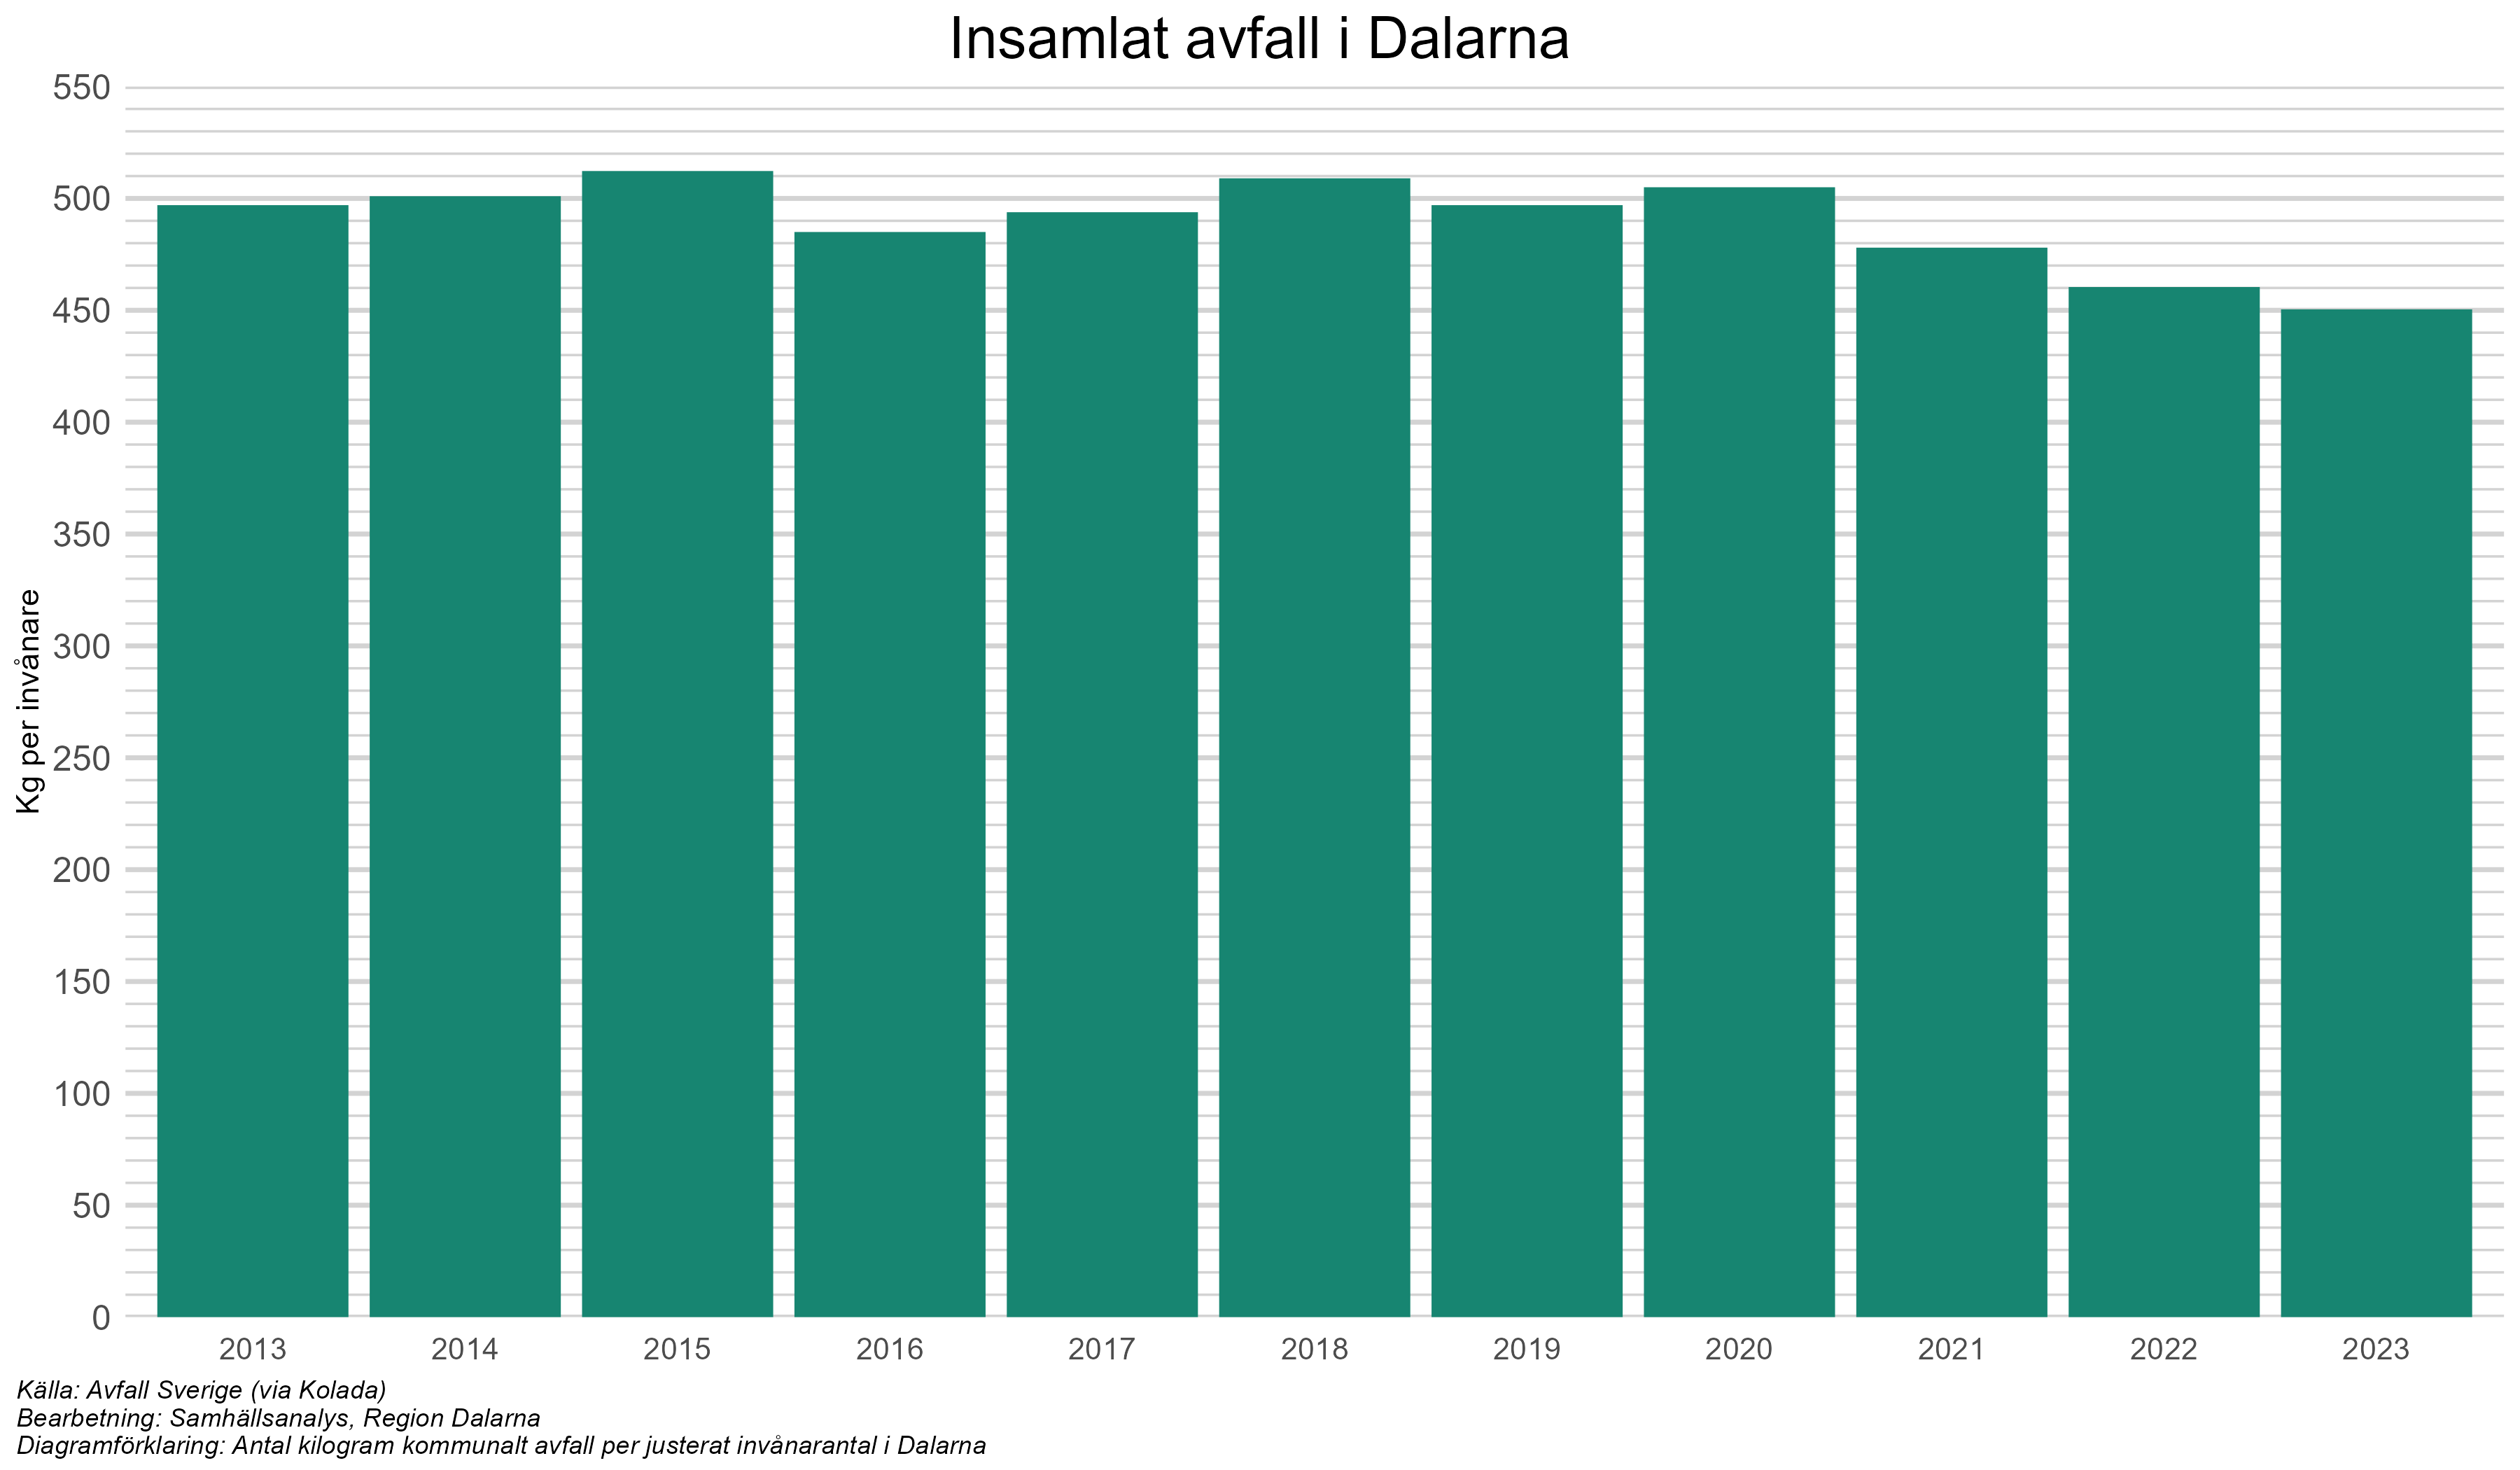 Insamlat avfall i Dalarna
550
500
450
400
350
300
250
200
150
100
50
0
Kg per invånare
2013 2014 2015 2016 2017 2018 2019 2020 2021 2022 2023
Källa: Avfall Sverige (via Kolada)
Bearbetning: Samhällsanalys, Region Dalarna
Diagramförklaring: Antal kilogram kommunalt avfall per justerat invånarantal i Dalarna